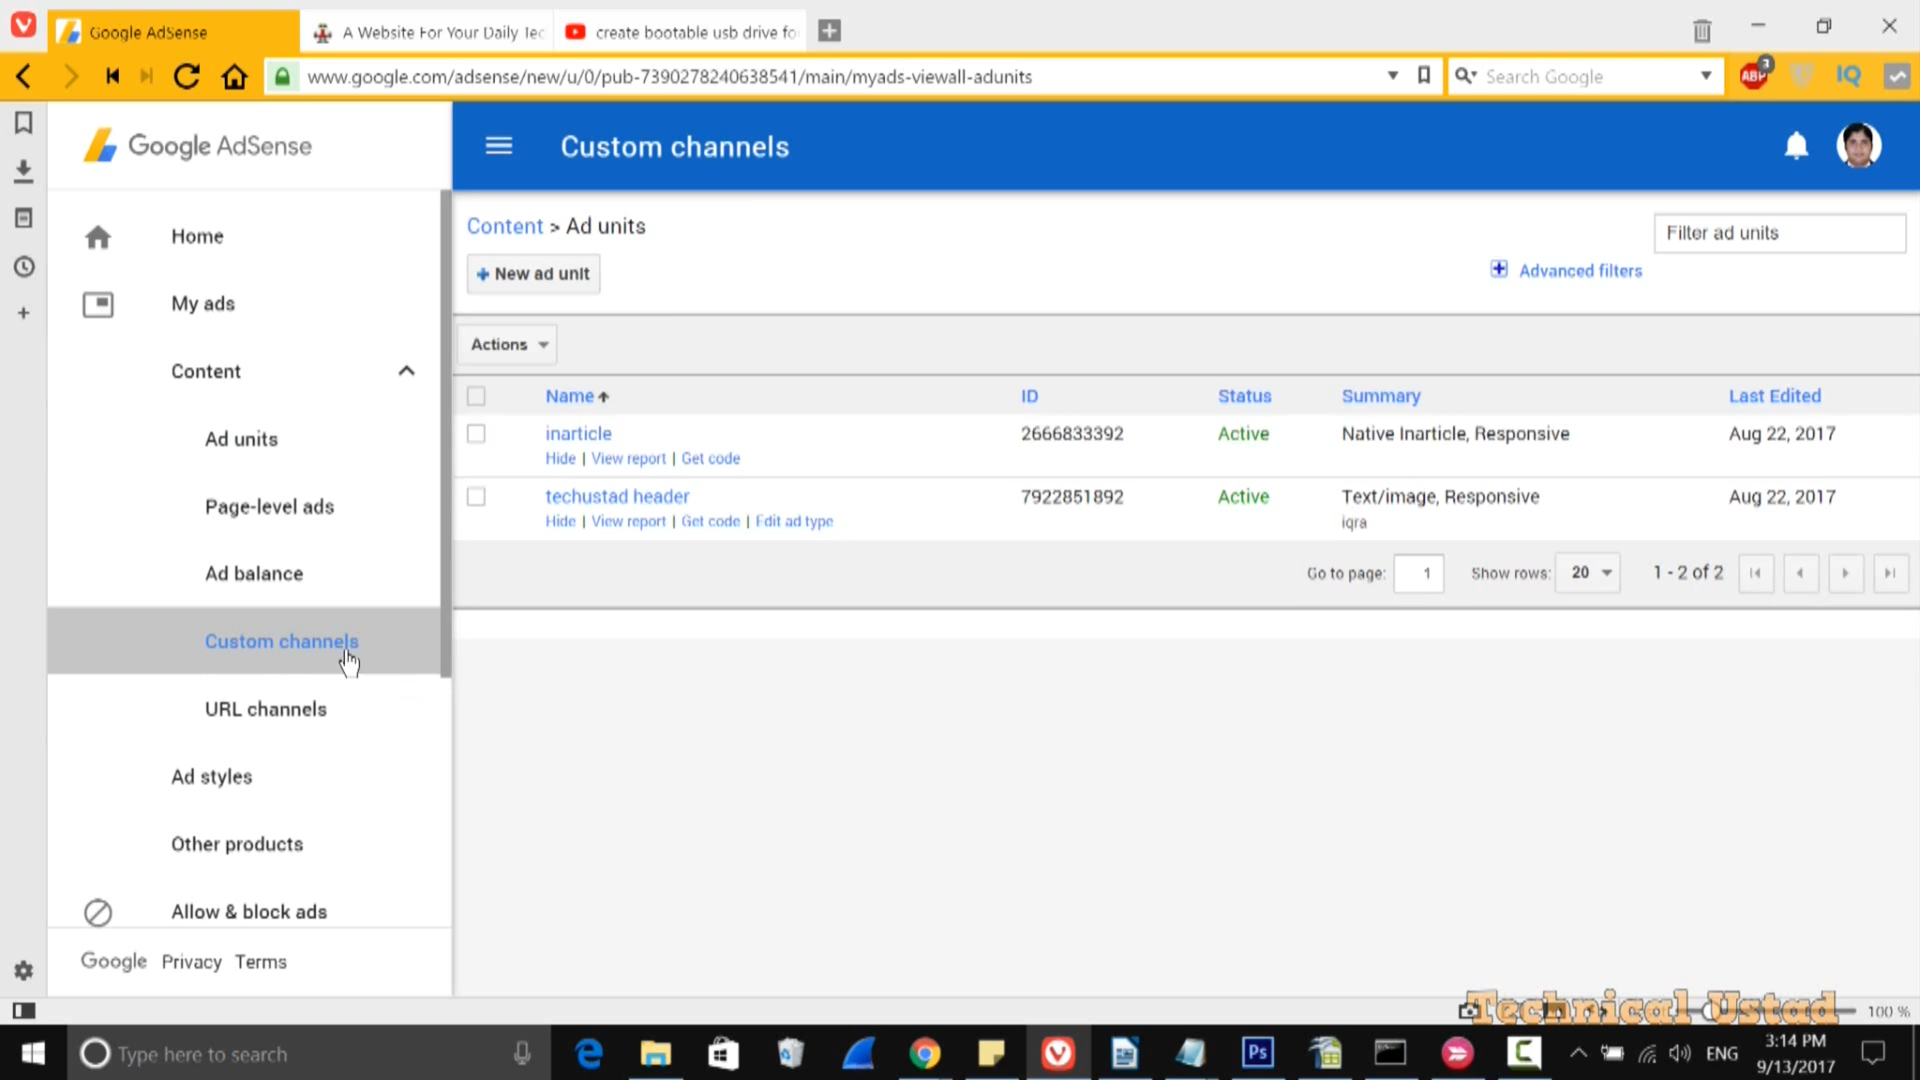 Google AdSense
A Website For Your Daily Tec
create bootable usb drive fo
www.google.com/adsense/new/u/0/pub-7390278240638541/main/myads-viewall-adunits
Search Google
ABP
3
IQ
Google AdSense
Custom channels
Home
My ads
Content
Ad units
Page-level ads
Ad balance
Custom channels
URL channels
Ad styles
Other products
Allow & block ads
Google Privacy Terms
Content > Ad units
Filter ad units
+ New ad unit
Advanced filters
Actions
Name ID Status Summary Last Edited
inarticle 2666833392 Active Native Inarticle, Responsive Aug 22, 2017
Hide | View report | Get code
techustad header 7922851892 Active Text/image, Responsive Aug 22, 2017
Hide | View report | Get code | Edit ad type iqra
Go to page: 1 Show rows: 20 1 - 2 of 2
Technical Ustad
100 %
Type here to search
Ps
ENG
3:14 PM
9/13/2017